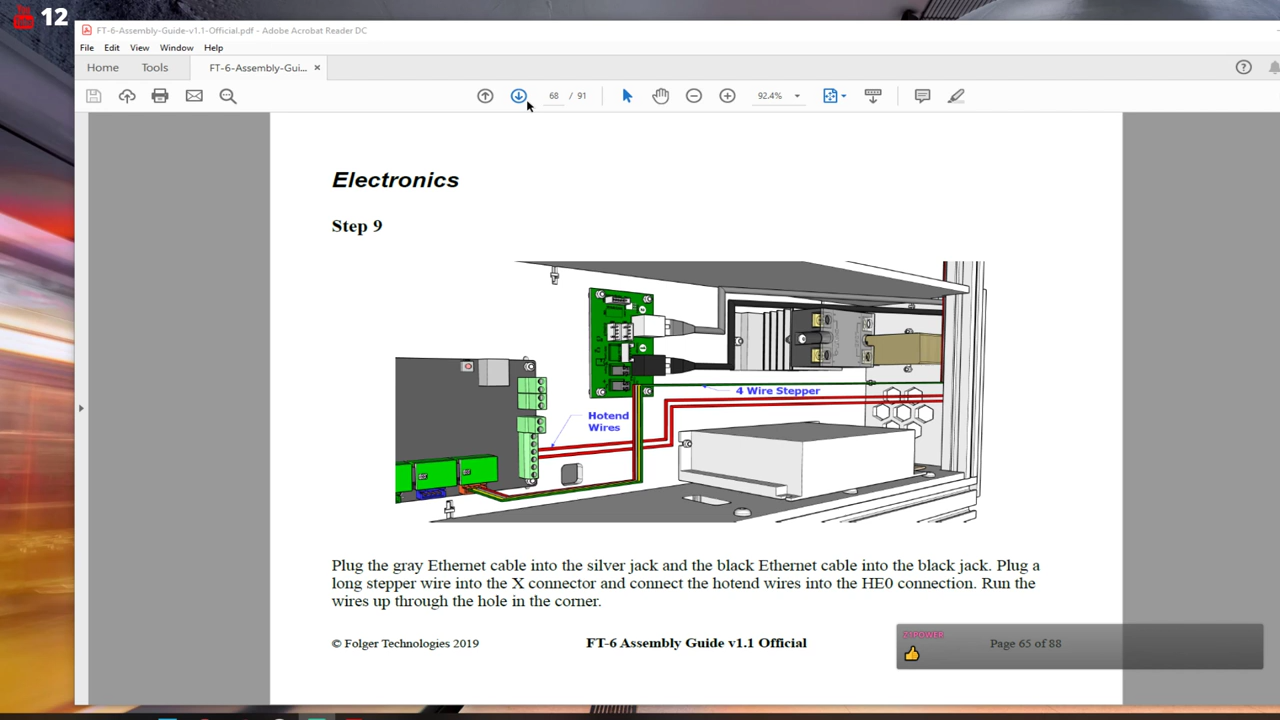 You Tube 12
FT-6-Assembly-Guide-v1.1-Official.pdf - Adobe Acrobat Reader DC
File Edit View Window Help
Home Tools FT-6-Assembly-Gui... ×
68 / 91 92.4%
Electronics
Step 9
4 Wire Stepper
Hotend
Wires
Plug the gray Ethernet cable into the silver jack and the black Ethernet cable into the black jack. Plug a
long stepper wire into the X connector and connect the hotend wires into the HE0 connection. Run the
wires up through the hole in the corner.
© Folger Technologies 2019 FT-6 Assembly Guide v1.1 Official Page 65 of 88